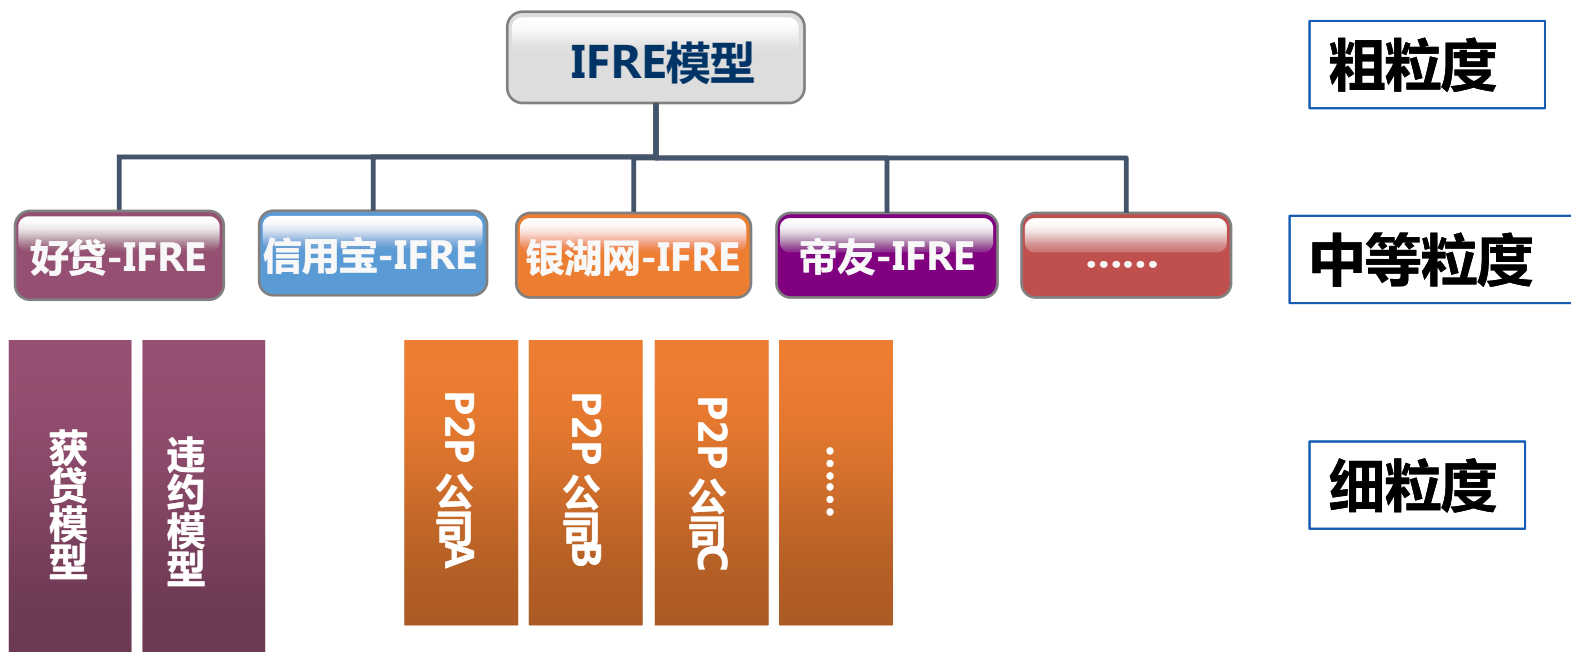 IFRE模型
粗粒度
好贷-IFRE
信用宝-IFRE
银湖网-IFRE
帝友-IFRE
……
中等粒度
获贷模型
违约模型
P2P公司A
P2P公司B
P2P公司C
……
细粒度